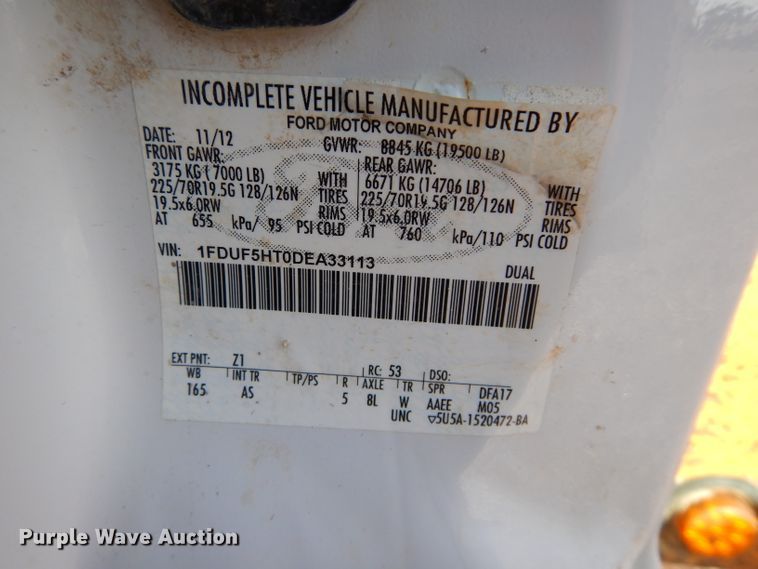 INCOMPLETE VEHICLE MANUFACTURED BY
FORD MOTOR COMPANY
DATE: 11/12 GVWR: 8845 KG (19500 LB)
FRONT GAWR: REAR GAWR:
3175 KG (7000 LB) WITH 6671 KG (14706 LB) WITH
225/70R19.5G 128/126N TIRES 225/70R19.5G 128/126N TIRES
19.5x6.0RW RIMS 19.5x6.0RW RIMS
AT 655 kPa/ 95 PSI COLD AT 760 kPa/110 PSI COLD
VIN: 1FDUF5HT0DEA33113 DUAL
EXT PNT: Z1 RC: 53 DSO:
WB INT TR TP/PS R AXLE TR SPR DFA17
165 AS 5 8L W AAEE M05
UNC ▽5U5A-1520472-BA
Purple Wave Auction